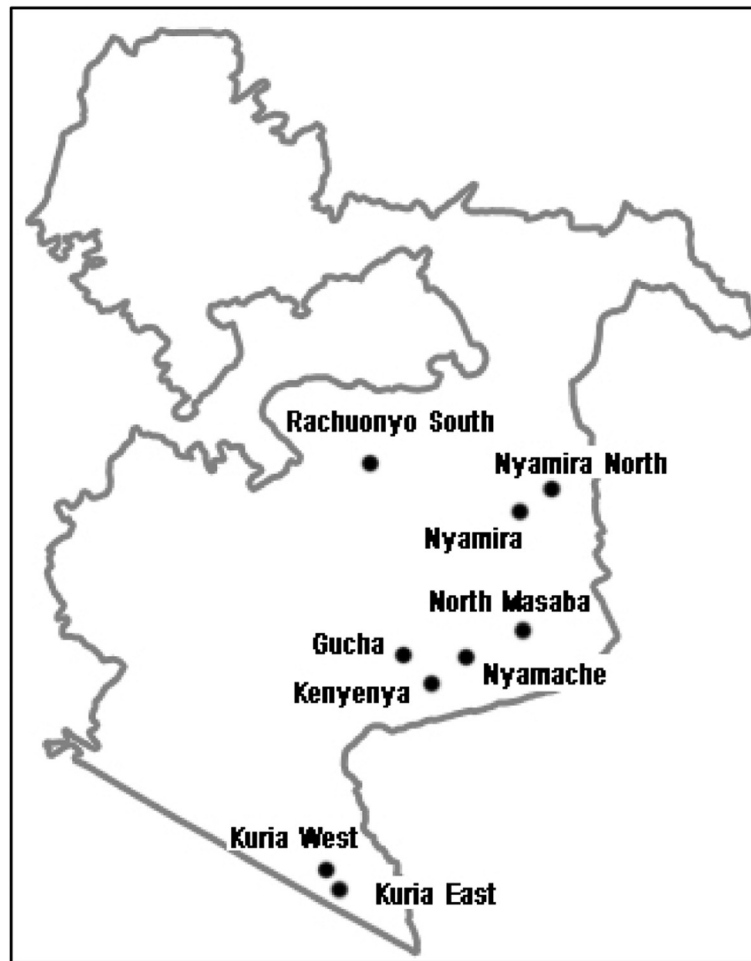 Rachuonyo South
Nyamira North
Nyamira
North Masaba
Gucha
Nyamache
Kenyenya
Kuria West
Kuria East